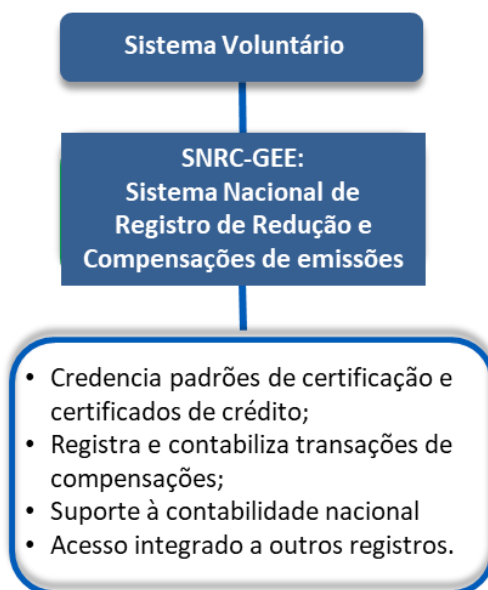 Sistema Voluntário
SNRC-GEE:
Sistema Nacional de
Registro de Redução e
Compensações de emissões
• Credencia padrões de certificação e
certificados de crédito;
• Registra e contabiliza transações de
compensações;
• Suporte à contabilidade nacional
• Acesso integrado a outros registros.